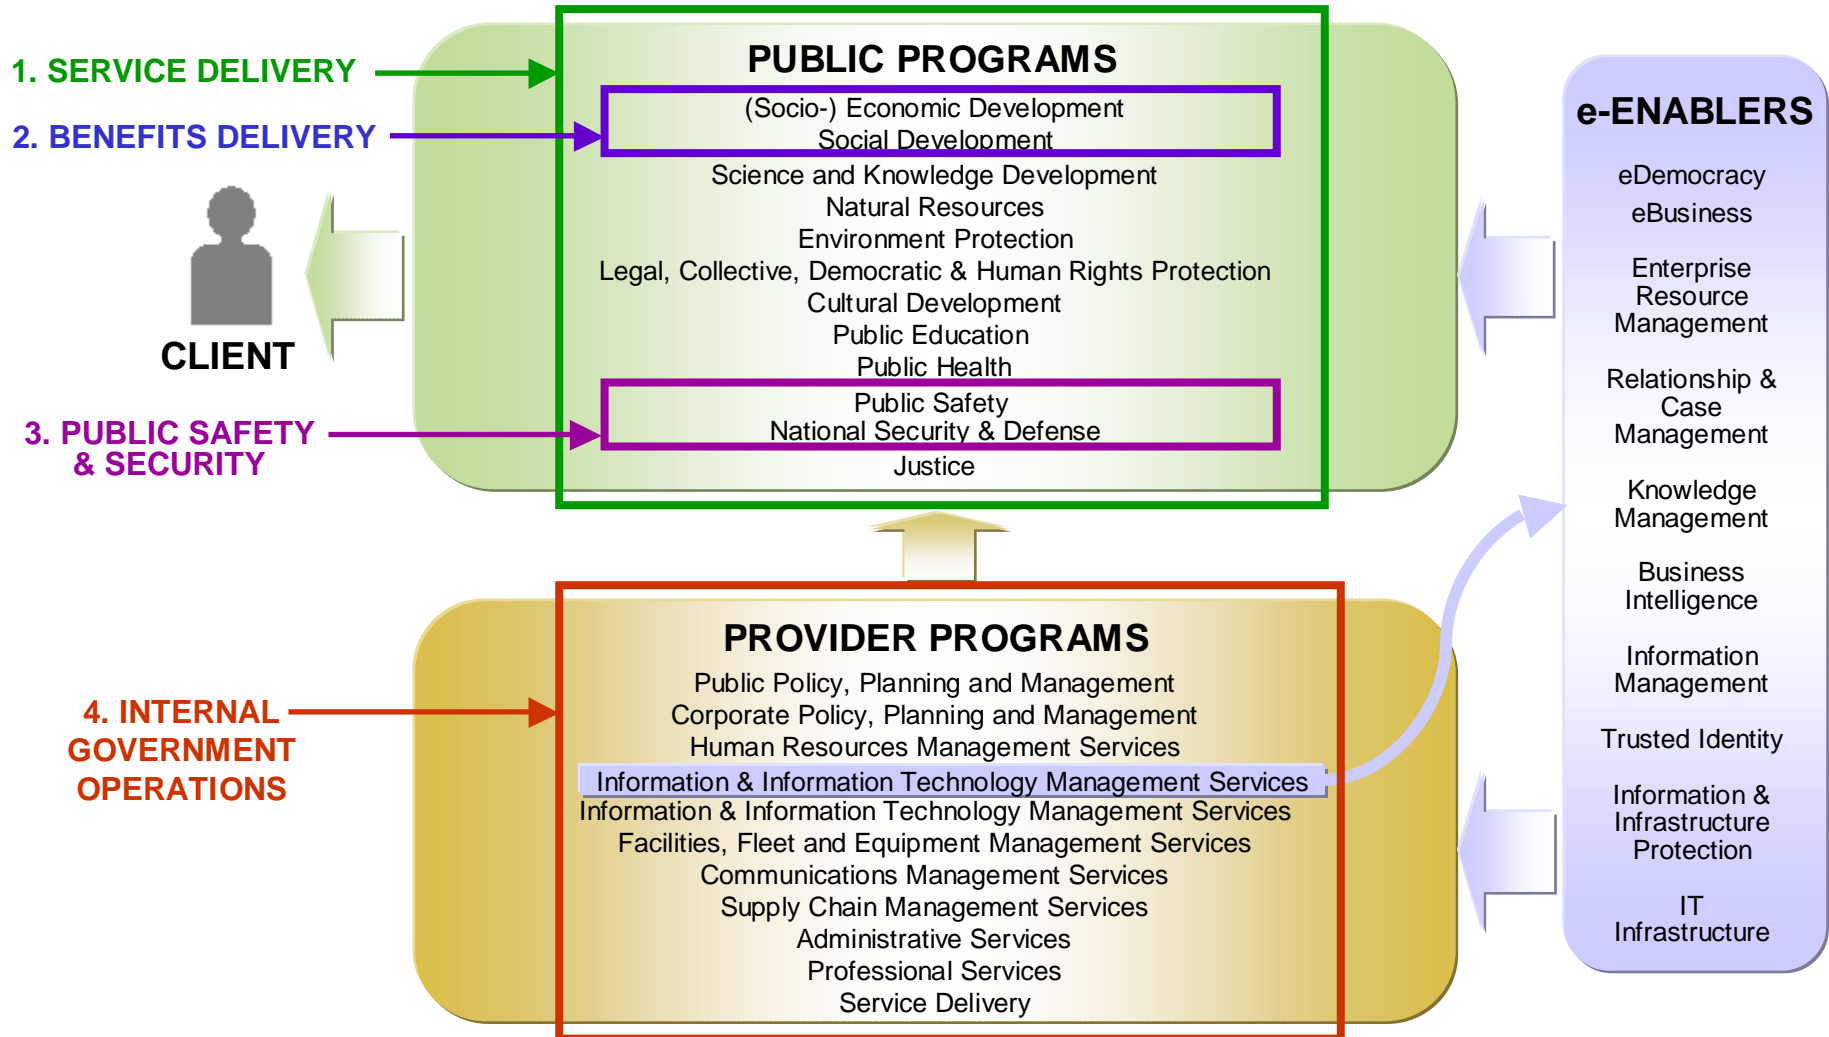 1. SERVICE DELIVERY
2. BENEFITS DELIVERY
CLIENT
3. PUBLIC SAFETY
& SECURITY
4. INTERNAL
GOVERNMENT
OPERATIONS
PUBLIC PROGRAMS
(Socio-) Economic Development
Social Development
Science and Knowledge Development
Natural Resources
Environment Protection
Legal, Collective, Democratic & Human Rights Protection
Cultural Development
Public Education
Public Health
Public Safety
National Security & Defense
Justice
PROVIDER PROGRAMS
Public Policy, Planning and Management
Corporate Policy, Planning and Management
Human Resources Management Services
Information & Information Technology Management Services
Information & Information Technology Management Services
Facilities, Fleet and Equipment Management Services
Communications Management Services
Supply Chain Management Services
Administrative Services
Professional Services
Service Delivery
e-ENABLERS
eDemocracy
eBusiness
Enterprise
Resource
Management
Relationship &
Case
Management
Knowledge
Management
Business
Intelligence
Information
Management
Trusted Identity
Information &
Infrastructure
Protection
IT
Infrastructure